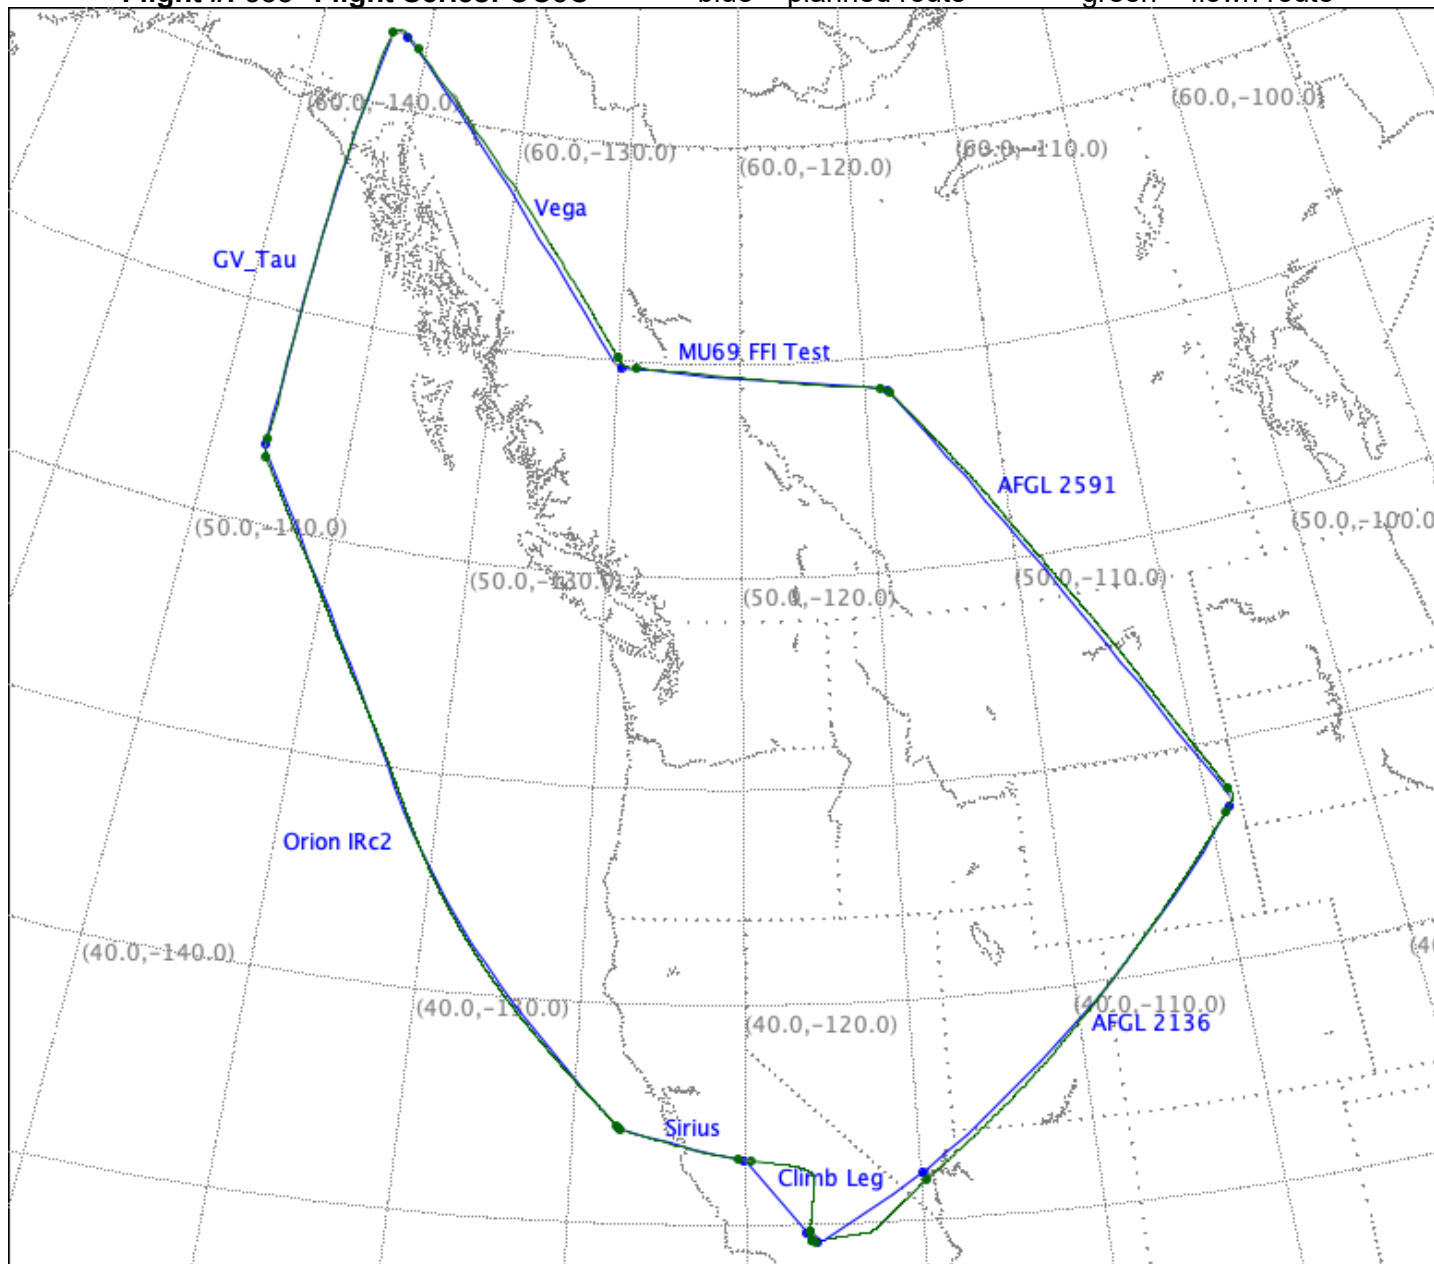 (60.0,-140.0)
(60.0,-100.0)
(60.0,-130.0)
(60.0,-110.0)
(60.0,-120.0)
Vega
GV_Tau
MU69 FFI Test
AFGL 2591
(50.0,-140.0)
(50.0,-100.0
(50.0,-130.0)
(50.0,-110.0)
(50.0,-120.0)
Orion IRc2
(40.0,-140.0)
(40.0,-130.0)
(40.0,-110.0)
(40.0,-120.0)
AFGL 2136
Sirius
Climb Leg